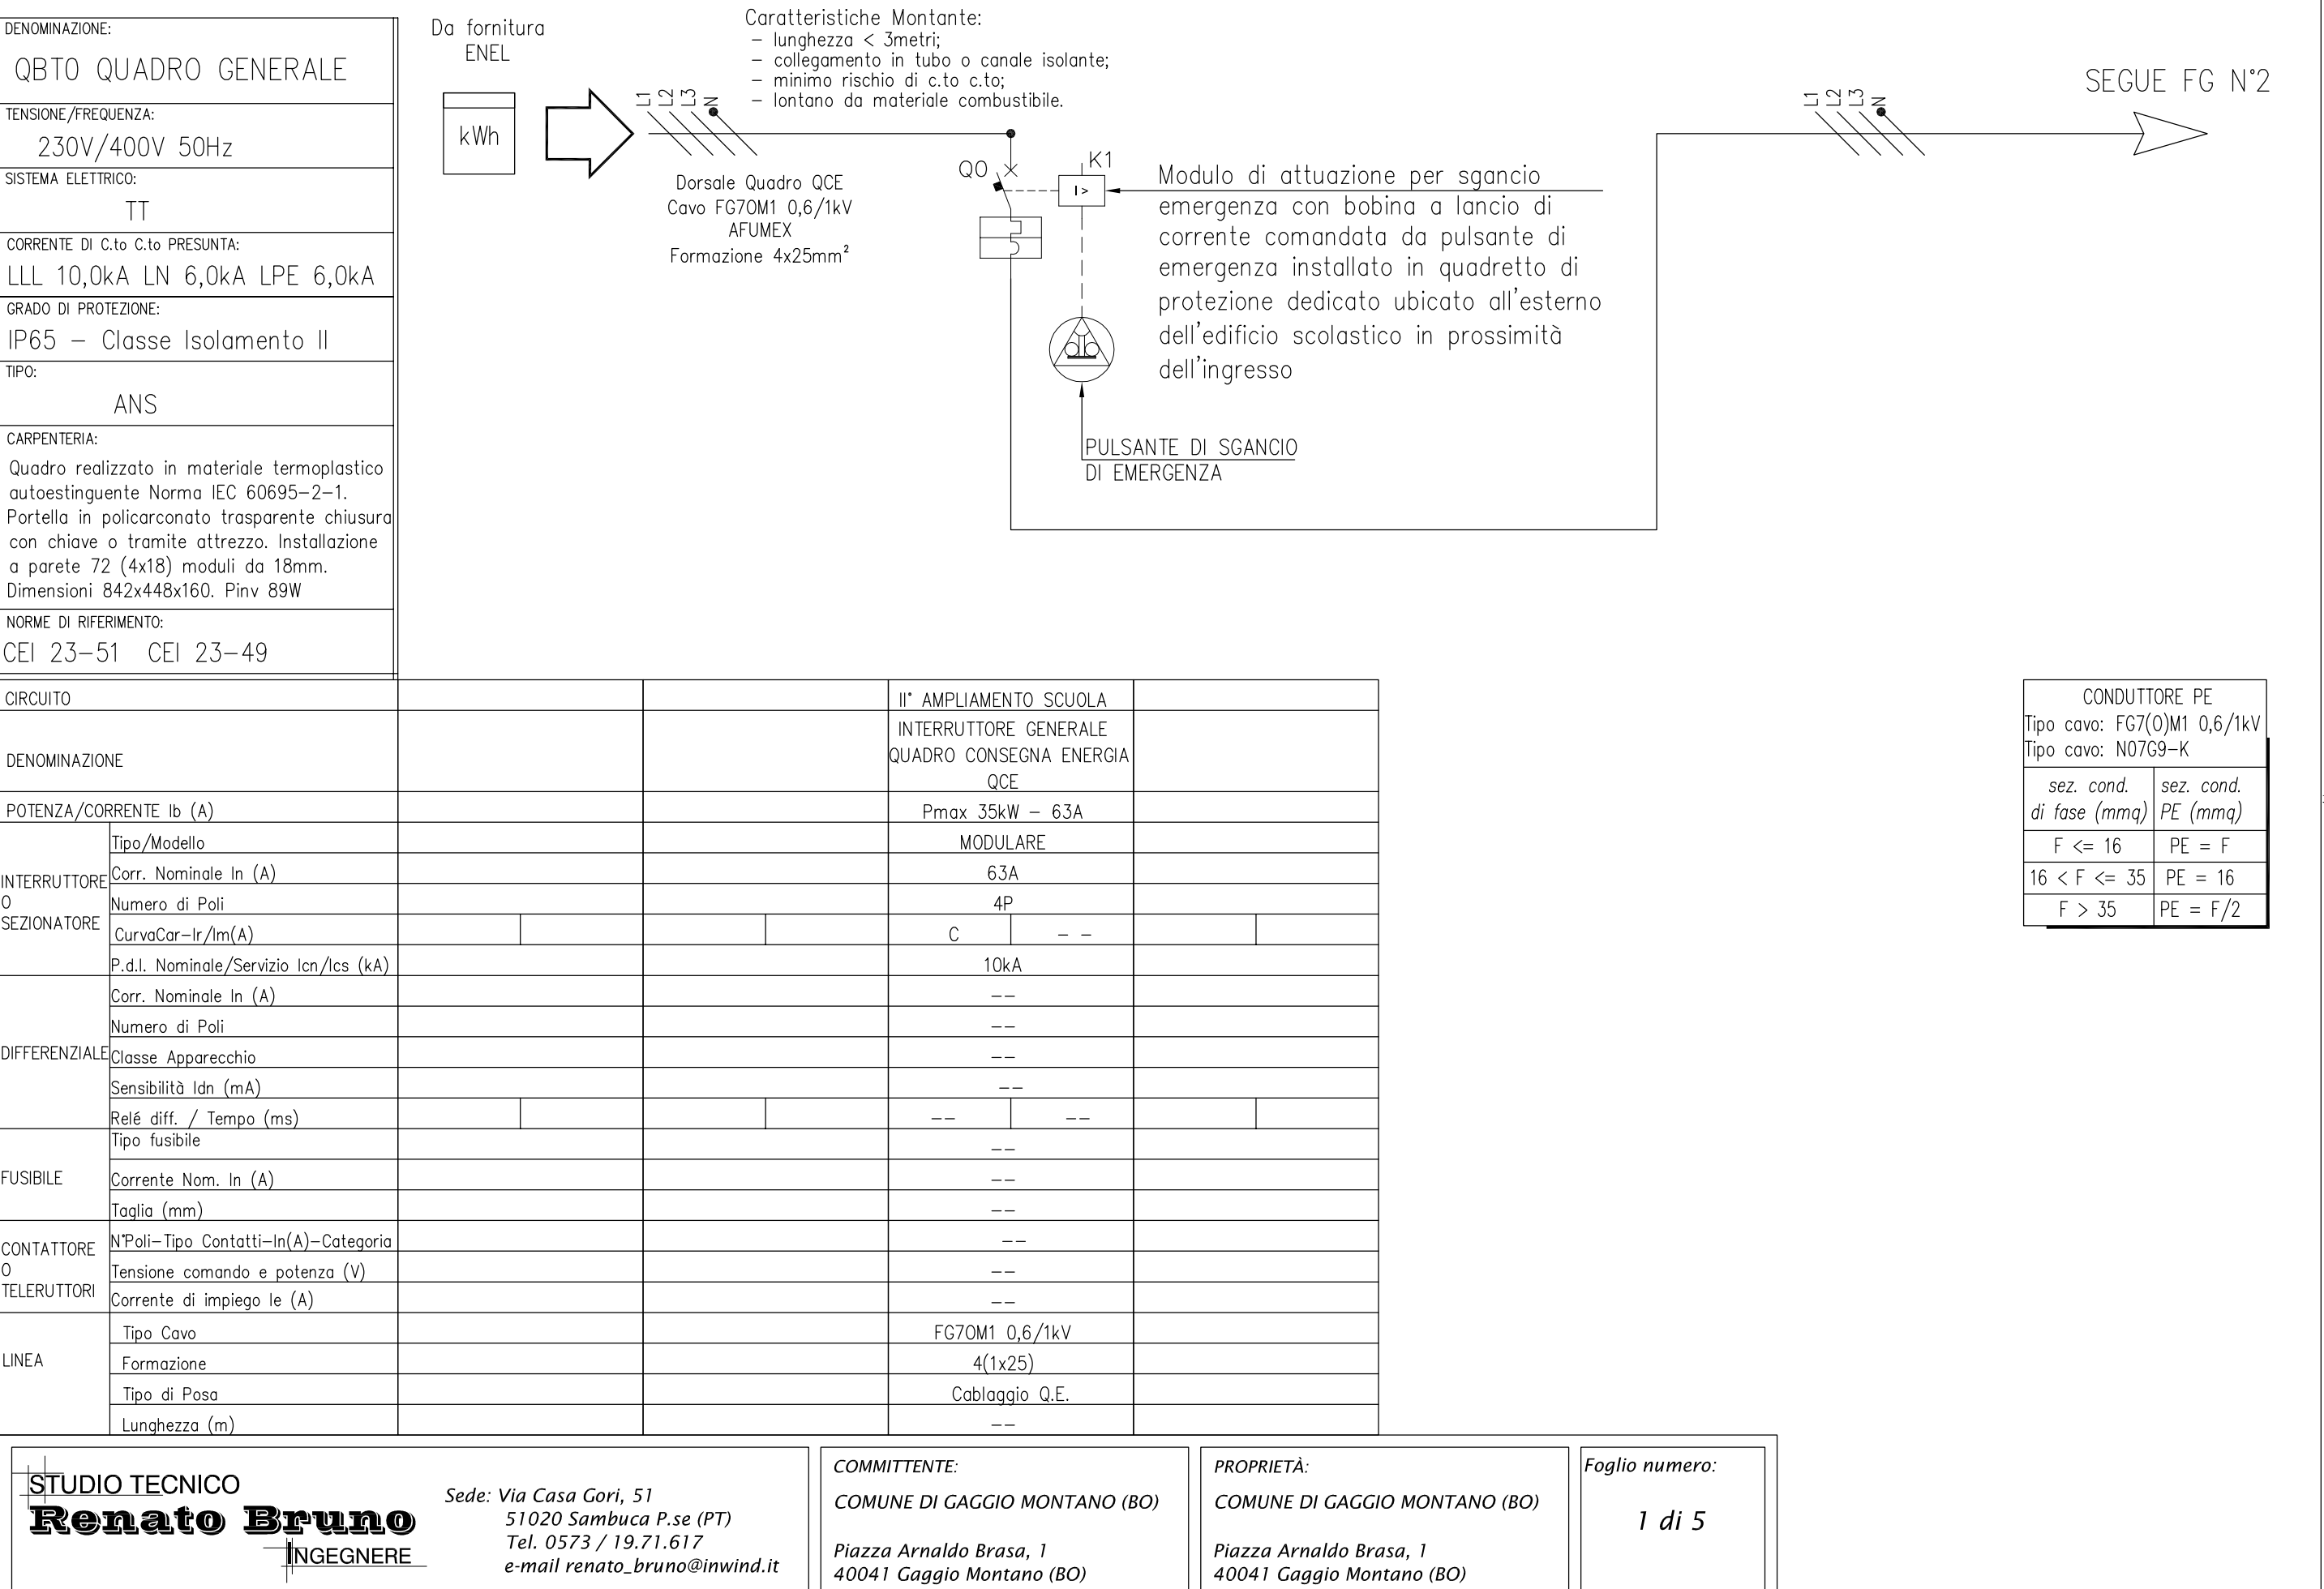 DENOMINAZIONE:
QBT0 QUADRO GENERALE
TENSIONE/FREQUENZA:
230V/400V 50Hz
SISTEMA ELETTRICO:
TT
CORRENTE DI C.to C.to PRESUNTA:
LLL 10,0kA LN 6,0kA LPE 6,0kA
GRADO DI PROTEZIONE:
IP65 – Classe Isolamento II
TIPO:
ANS
CARPENTERIA:
Quadro realizzato in materiale termoplastico
autoestinguente Norma IEC 60695–2–1.
Portella in policarconato trasparente chiusura
con chiave o tramite attrezzo. Installazione
a parete 72 (4x18) moduli da 18mm.
Dimensioni 842x448x160. Pinv 89W
NORME DI RIFERIMENTO:
CEI 23–51 CEI 23–49
Da fornitura
ENEL
kWh
Caratteristiche Montante:
– lunghezza < 3metri;
– collegamento in tubo o canale isolante;
– minimo rischio di c.to c.to;
– lontano da materiale combustibile.
L1 L2 L3 N
Dorsale Quadro QCE
Cavo FG7OM1 0,6/1kV
AFUMEX
Formazione 4x25mm²
Q0
K1
I>
Modulo di attuazione per sgancio
emergenza con bobina a lancio di
corrente comandata da pulsante di
emergenza installato in quadretto di
protezione dedicato ubicato all'esterno
dell'edificio scolastico in prossimità
dell'ingresso
PULSANTE DI SGANCIO
DI EMERGENZA
L1 L2 L3 N
SEGUE FG N°2
CIRCUITO
II° AMPLIAMENTO SCUOLA
DENOMINAZIONE
INTERRUTTORE GENERALE
QUADRO CONSEGNA ENERGIA
QCE
POTENZA/CORRENTE Ib (A)
Pmax 35kW – 63A
INTERRUTTORE
O
SEZIONATORE
Tipo/Modello
MODULARE
Corr. Nominale In (A)
63A
Numero di Poli
4P
CurvaCar–Ir/Im(A)
C – –
P.d.I. Nominale/Servizio Icn/Ics (kA)
10kA
DIFFERENZIALE
Corr. Nominale In (A)
––
Numero di Poli
––
Classe Apparecchio
––
Sensibilità Idn (mA)
––
Relé diff. / Tempo (ms)
–– ––
FUSIBILE
Tipo fusibile
––
Corrente Nom. In (A)
––
Taglia (mm)
––
CONTATTORE
O
TELERUTTORI
N°Poli–Tipo Contatti–In(A)–Categoria
––
Tensione comando e potenza (V)
––
Corrente di impiego Ie (A)
––
LINEA
Tipo Cavo
FG7OM1 0,6/1kV
Formazione
4(1x25)
Tipo di Posa
Cablaggio Q.E.
Lunghezza (m)
––
CONDUTTORE PE
Tipo cavo: FG7(O)M1 0,6/1kV
Tipo cavo: N07G9–K
sez. cond. sez. cond.
di fase (mmq) PE (mmq)
F <= 16 PE = F
16 < F <= 35 PE = 16
F > 35 PE = F/2
STUDIO TECNICO
Renato Bruno
INGEGNERE
Sede: Via Casa Gori, 51
51020 Sambuca P.se (PT)
Tel. 0573 / 19.71.617
e-mail renato_bruno@inwind.it
COMMITTENTE:
COMUNE DI GAGGIO MONTANO (BO)
Piazza Arnaldo Brasa, 1
40041 Gaggio Montano (BO)
PROPRIETÀ:
COMUNE DI GAGGIO MONTANO (BO)
Piazza Arnaldo Brasa, 1
40041 Gaggio Montano (BO)
Foglio numero:
1 di 5